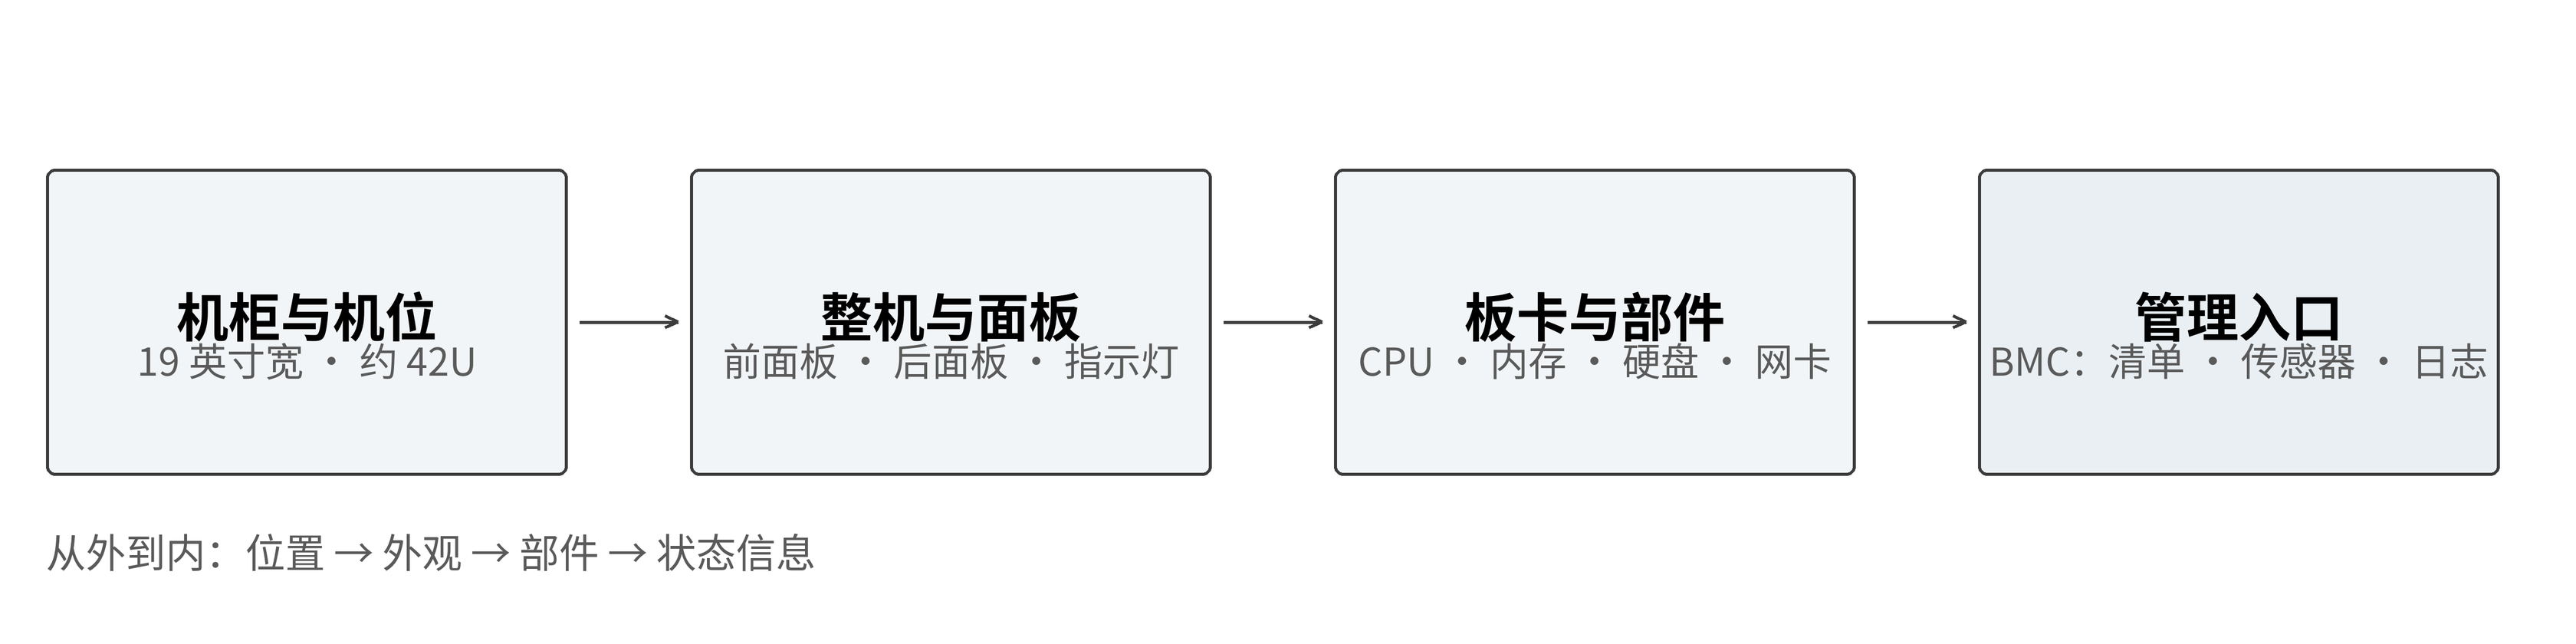 机柜与机位
19 英寸宽 · 约 42U
整机与面板
前面板 · 后面板 · 指示灯
板卡与部件
CPU · 内存 · 硬盘 · 网卡
管理入口
BMC：清单 · 传感器 · 日志
从外到内：位置 → 外观 → 部件 → 状态信息